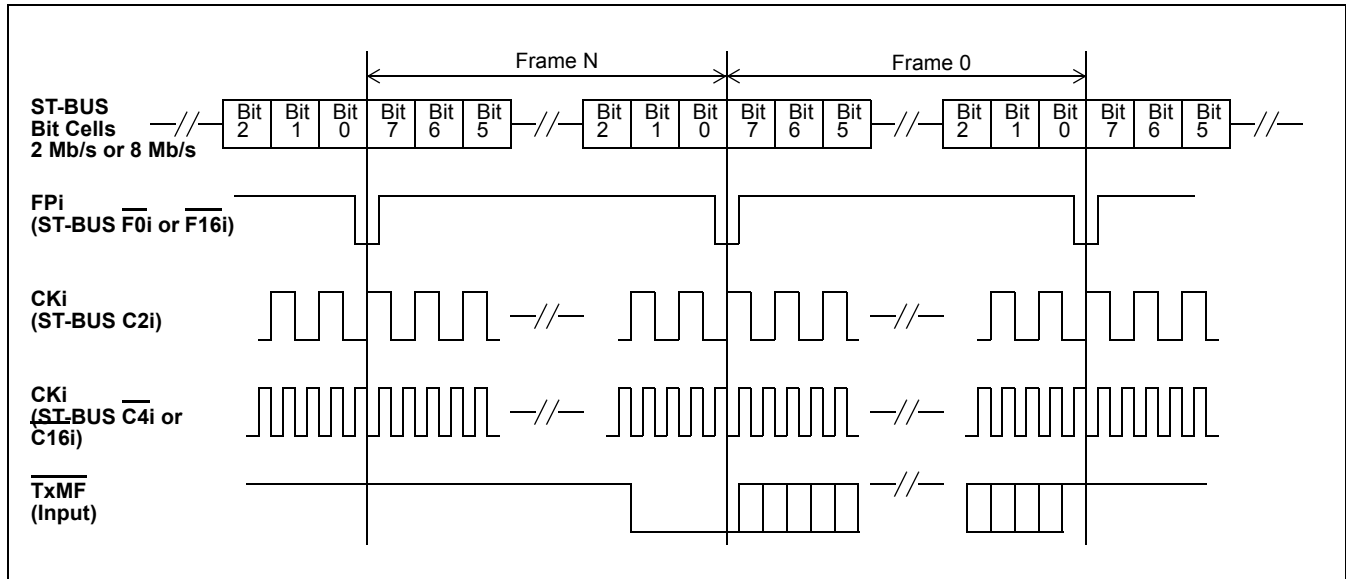 Frame N
Frame 0
ST-BUS
Bit Cells
2 Mb/s or 8 Mb/s
Bit 2 Bit 1 Bit 0 Bit 7 Bit 6 Bit 5 Bit 2 Bit 1 Bit 0 Bit 7 Bit 6 Bit 5 Bit 2 Bit 1 Bit 0 Bit 7 Bit 6 Bit 5
FPi
(ST-BUS F0i or F16i)
CKi
(ST-BUS C2i)
CKi
(ST-BUS C4i or
C16i)
TxMF
(Input)